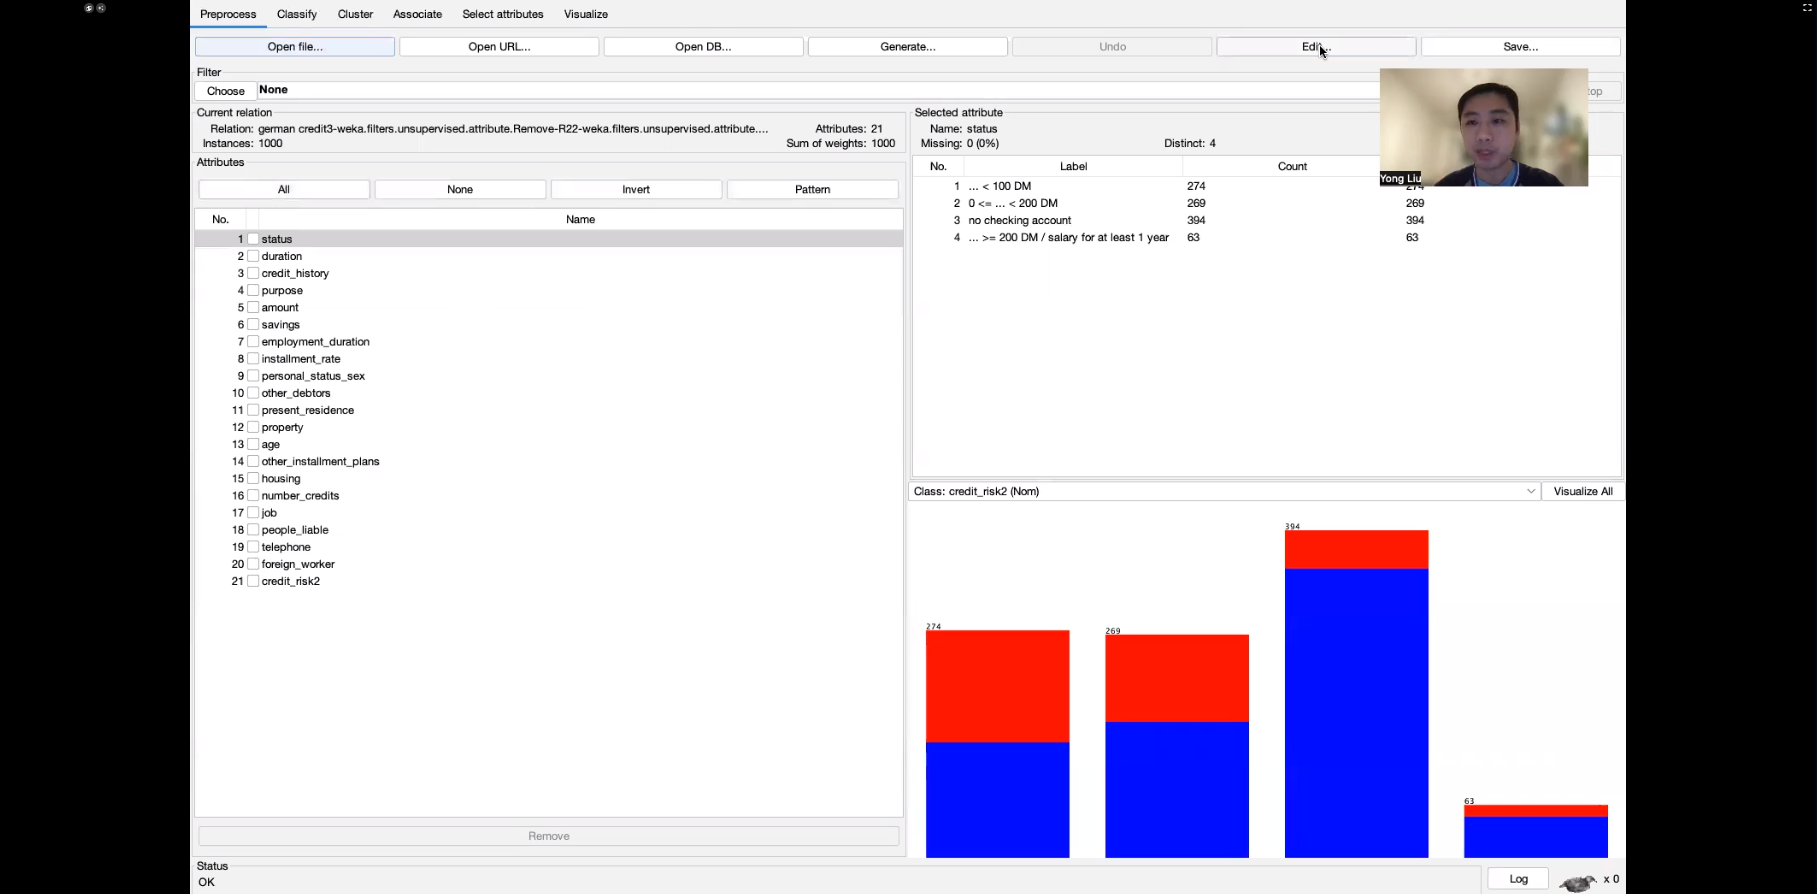 Preprocess Classify Cluster Associate Select attributes Visualize
Open file... Open URL... Open DB... Generate... Undo Edit... Save...
Filter
Choose None
Current relation
Relation: german credit3-weka.filters.unsupervised.attribute.Remove-R22-weka.filters.unsupervised.attribute.... Attributes: 21
Instances: 1000 Sum of weights: 1000
Attributes
All None Invert Pattern
No. Name
1 status
2 duration
3 credit_history
4 purpose
5 amount
6 savings
7 employment_duration
8 installment_rate
9 personal_status_sex
10 other_debtors
11 present_residence
12 property
13 age
14 other_installment_plans
15 housing
16 number_credits
17 job
18 people_liable
19 telephone
20 foreign_worker
21 credit_risk2
Remove
Selected attribute
Name: status
Missing: 0 (0%) Distinct: 4
No. Label Count
1 ... < 100 DM 274 274
2 0 <= ... < 200 DM 269 269
3 no checking account 394 394
4 ... >= 200 DM / salary for at least 1 year 63 63
Yong Liu
Class: credit_risk2 (Nom) Visualize All
274
269
394
63
Status
OK
Log x 0